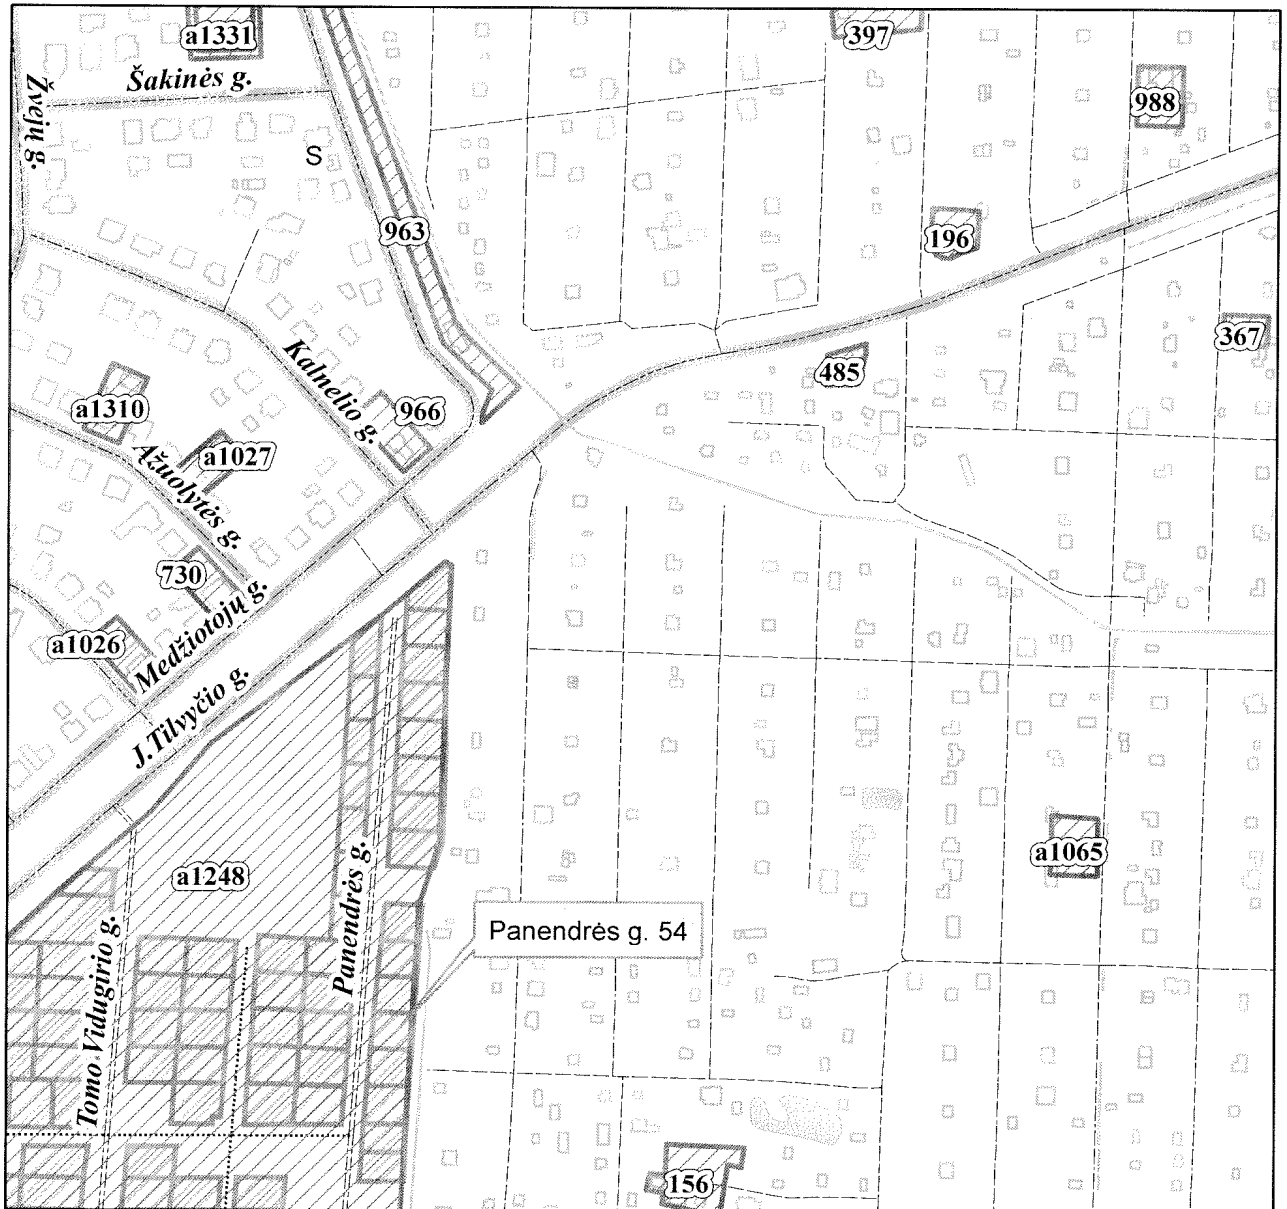 a1331
397
Šakinės g.
988
Žvejų g.
S
963
196
367
Kalnelio g.
485
a1310
966
a1027
Ąžuolytės g.
730
Medžiotojų g.
a1026
J.Tilvyčio g.
a1065
a1248
Panendrės g.
Panendrės g. 54
Tomo Vidugirio g.
156